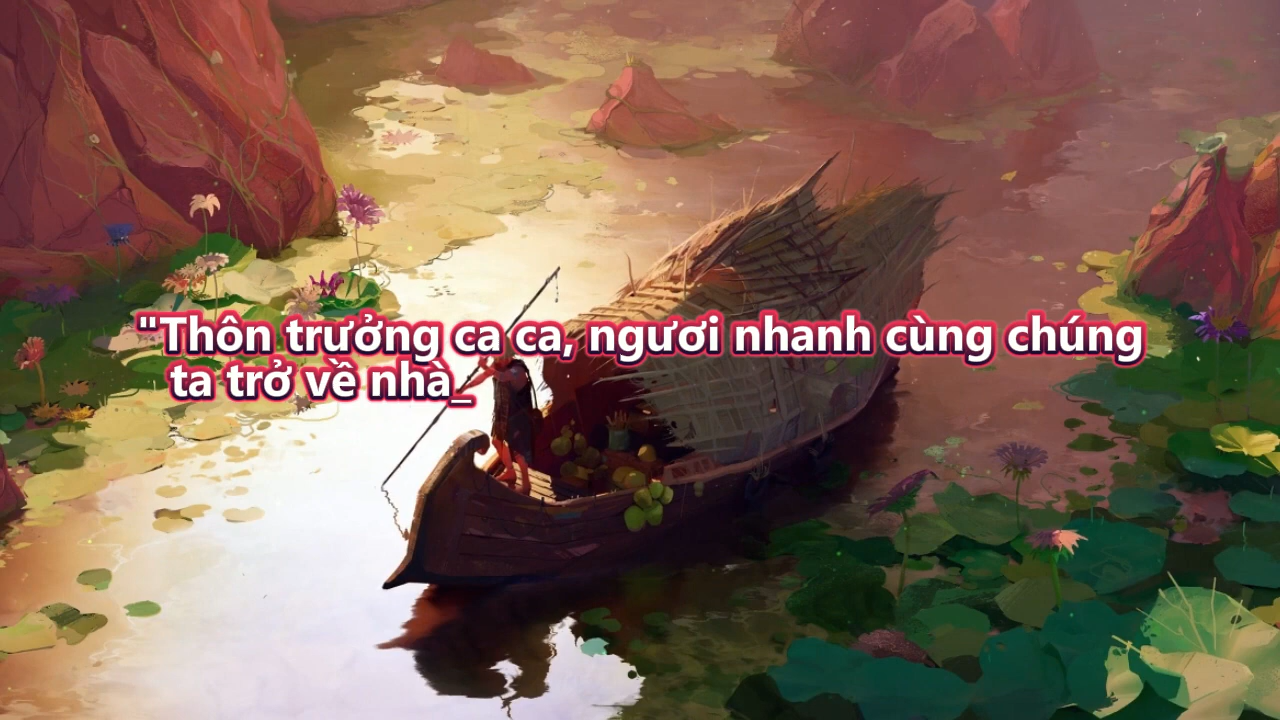 "Thôn trưởng ca ca, ngươi nhanh cùng chúng
ta trở về nhà_